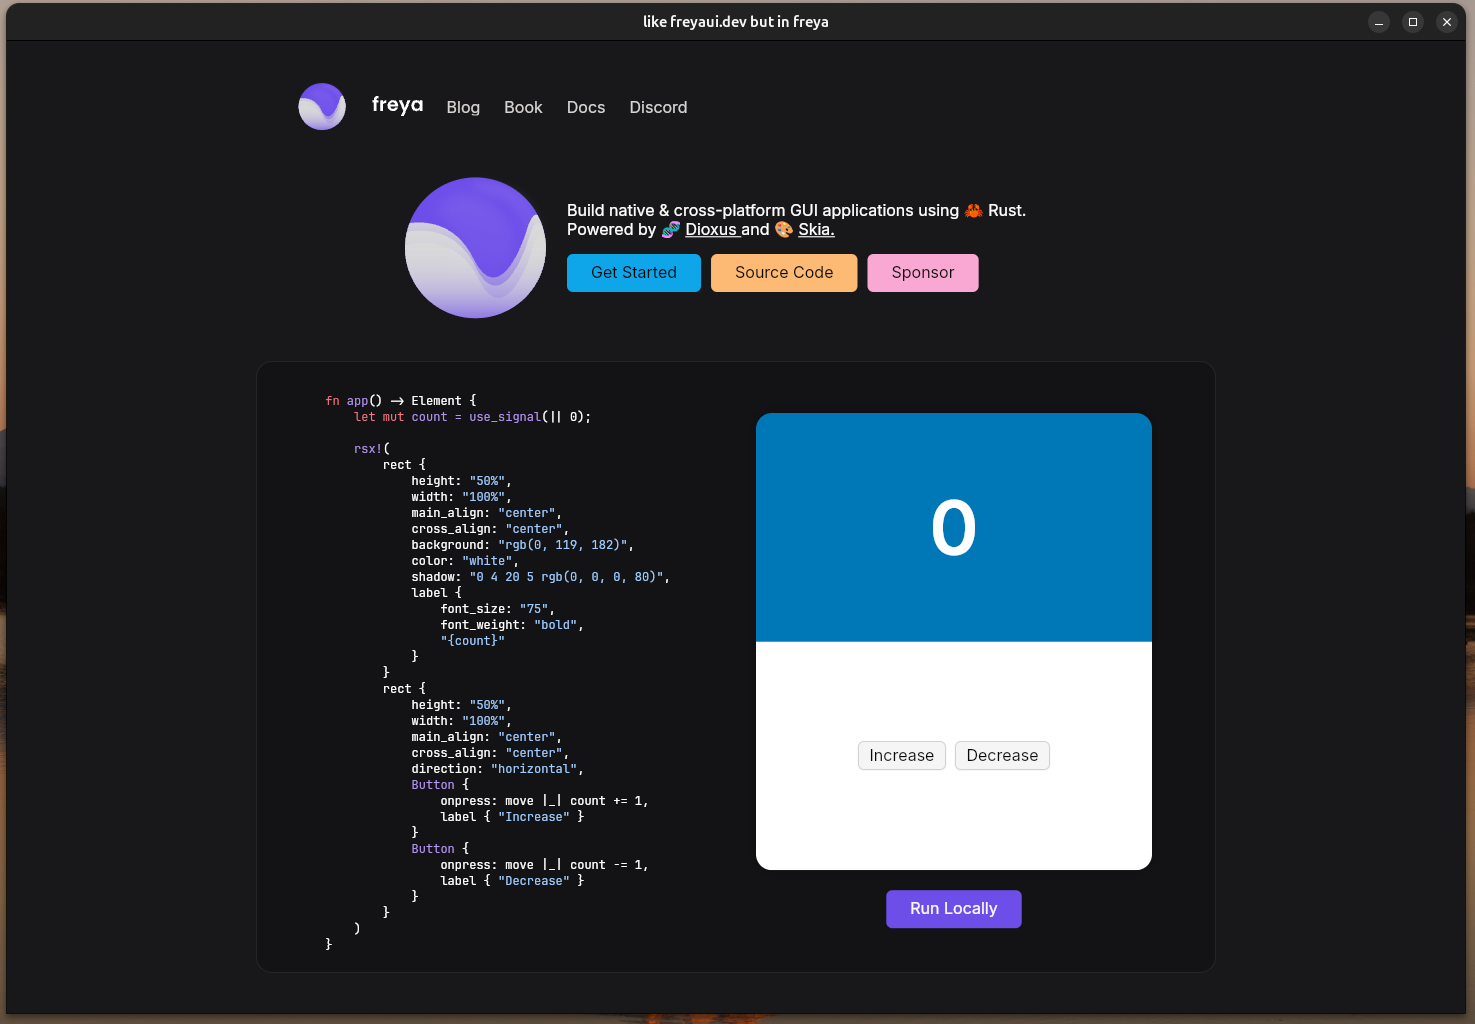 like freyaui.dev but in freya
freya Blog Book Docs Discord
Build native & cross-platform GUI applications using 🦀 Rust.
Powered by 🧬 Dioxus and 🎨 Skia.
Get Started Source Code Sponsor
fn app() -> Element {
    let mut count = use_signal(|| 0);

    rsx!(
        rect {
            height: "50%",
            width: "100%",
            main_align: "center",
            cross_align: "center",
            background: "rgb(0, 119, 182)",
            color: "white",
            shadow: "0 4 20 5 rgb(0, 0, 0, 80)",
            label {
                font_size: "75",
                font_weight: "bold",
                "{count}"
            }
        }
        rect {
            height: "50%",
            width: "100%",
            main_align: "center",
            cross_align: "center",
            direction: "horizontal",
            Button {
                onpress: move |_| count += 1,
                label { "Increase" }
            }
            Button {
                onpress: move |_| count -= 1,
                label { "Decrease" }
            }
        }
    )
}
0
Increase Decrease
Run Locally